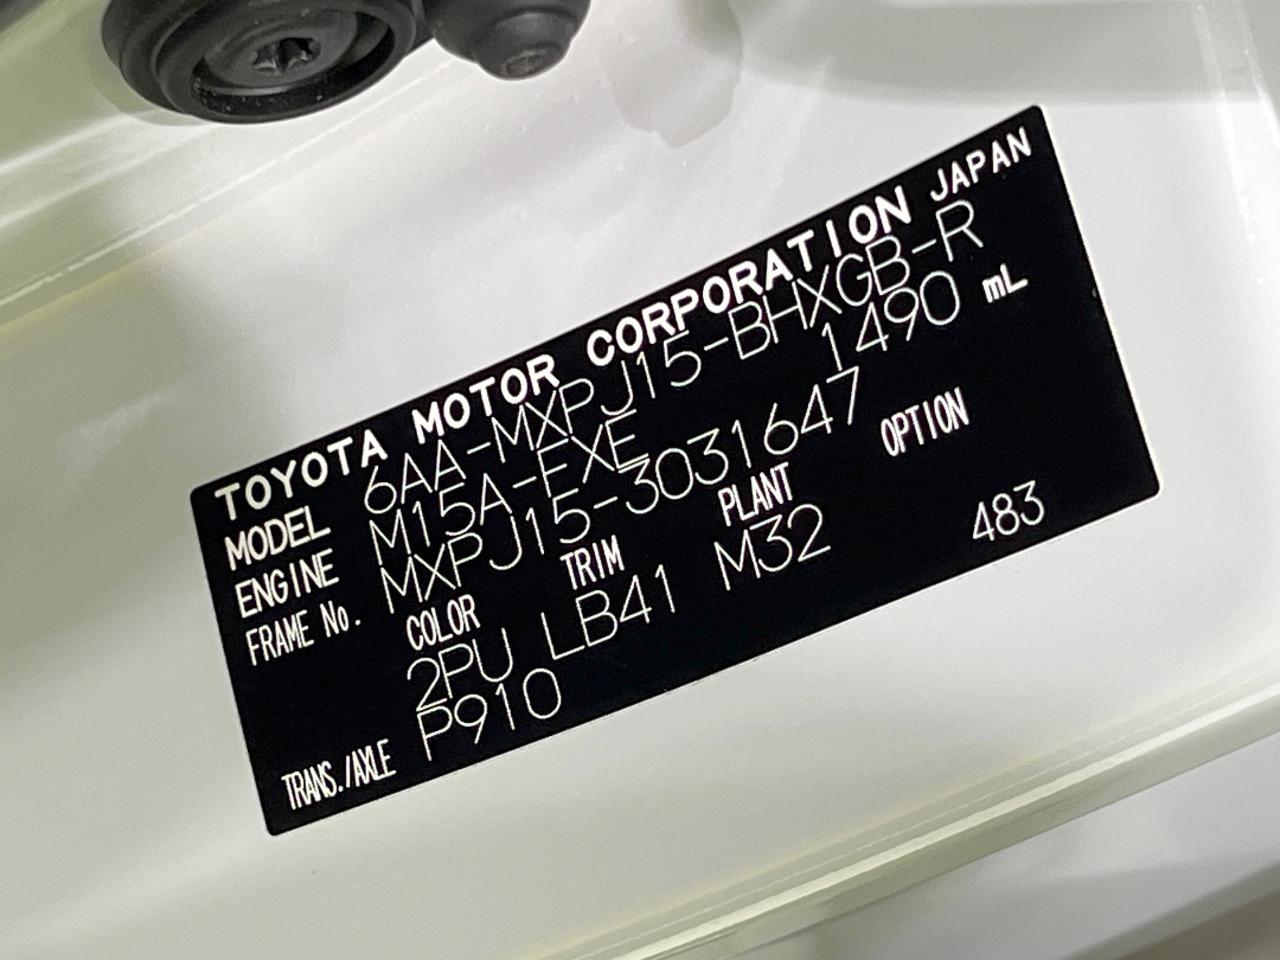 TOYOTA MOTOR CORPORATION JAPAN
MODEL 6AA-MXPJ15-BHXGB-R
ENGINE M15A-FXE 1490 mL
FRAME No. MXPJ15-3031647
COLOR TRIM PLANT OPTION
2PU LB41 M32 483
TRANS./AXLE P910